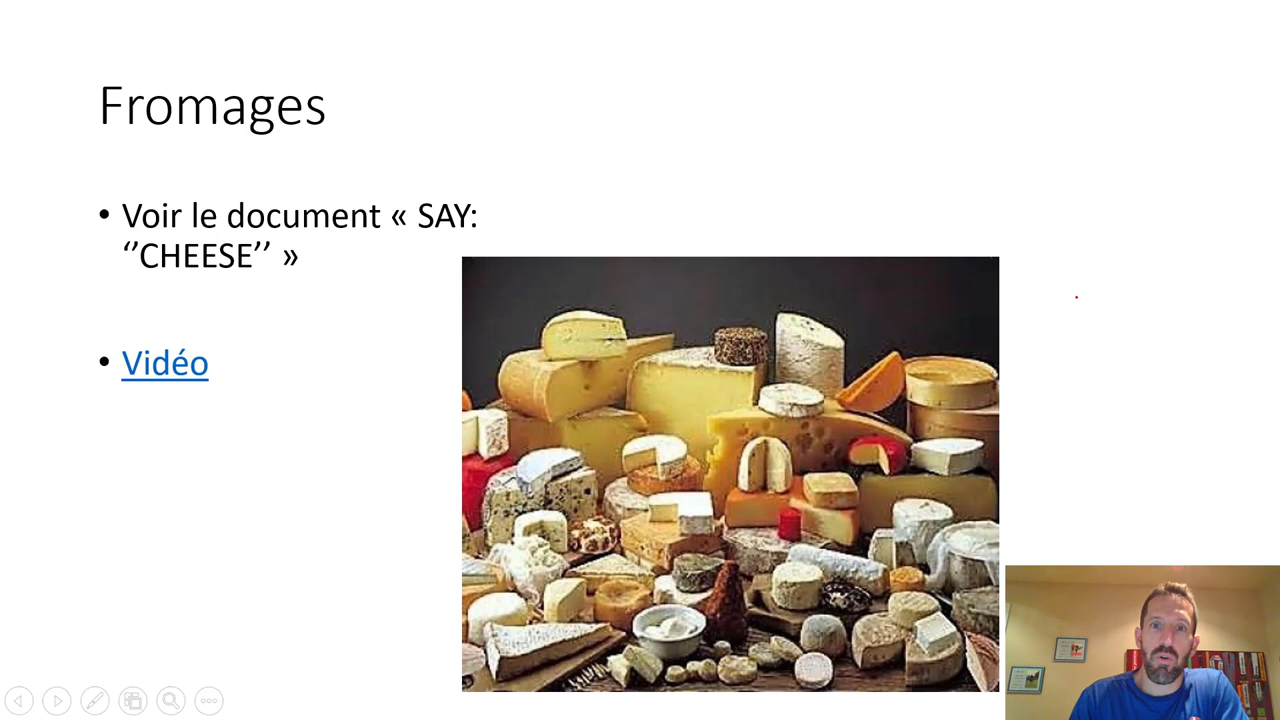 Fromages
• Voir le document « SAY:
‘’CHEESE’’ »
• Vidéo